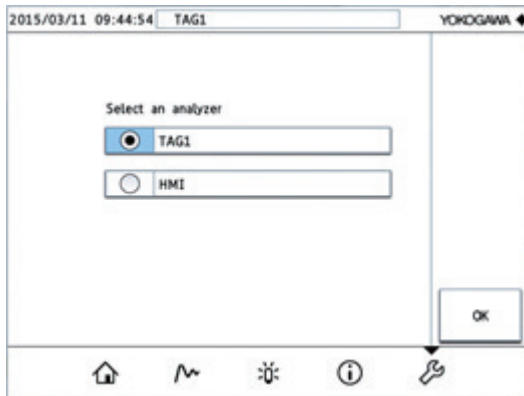 2015/03/11 09:44:54 TAG1 YOKOGAWA
Select an analyzer
TAG1
HMI
OK